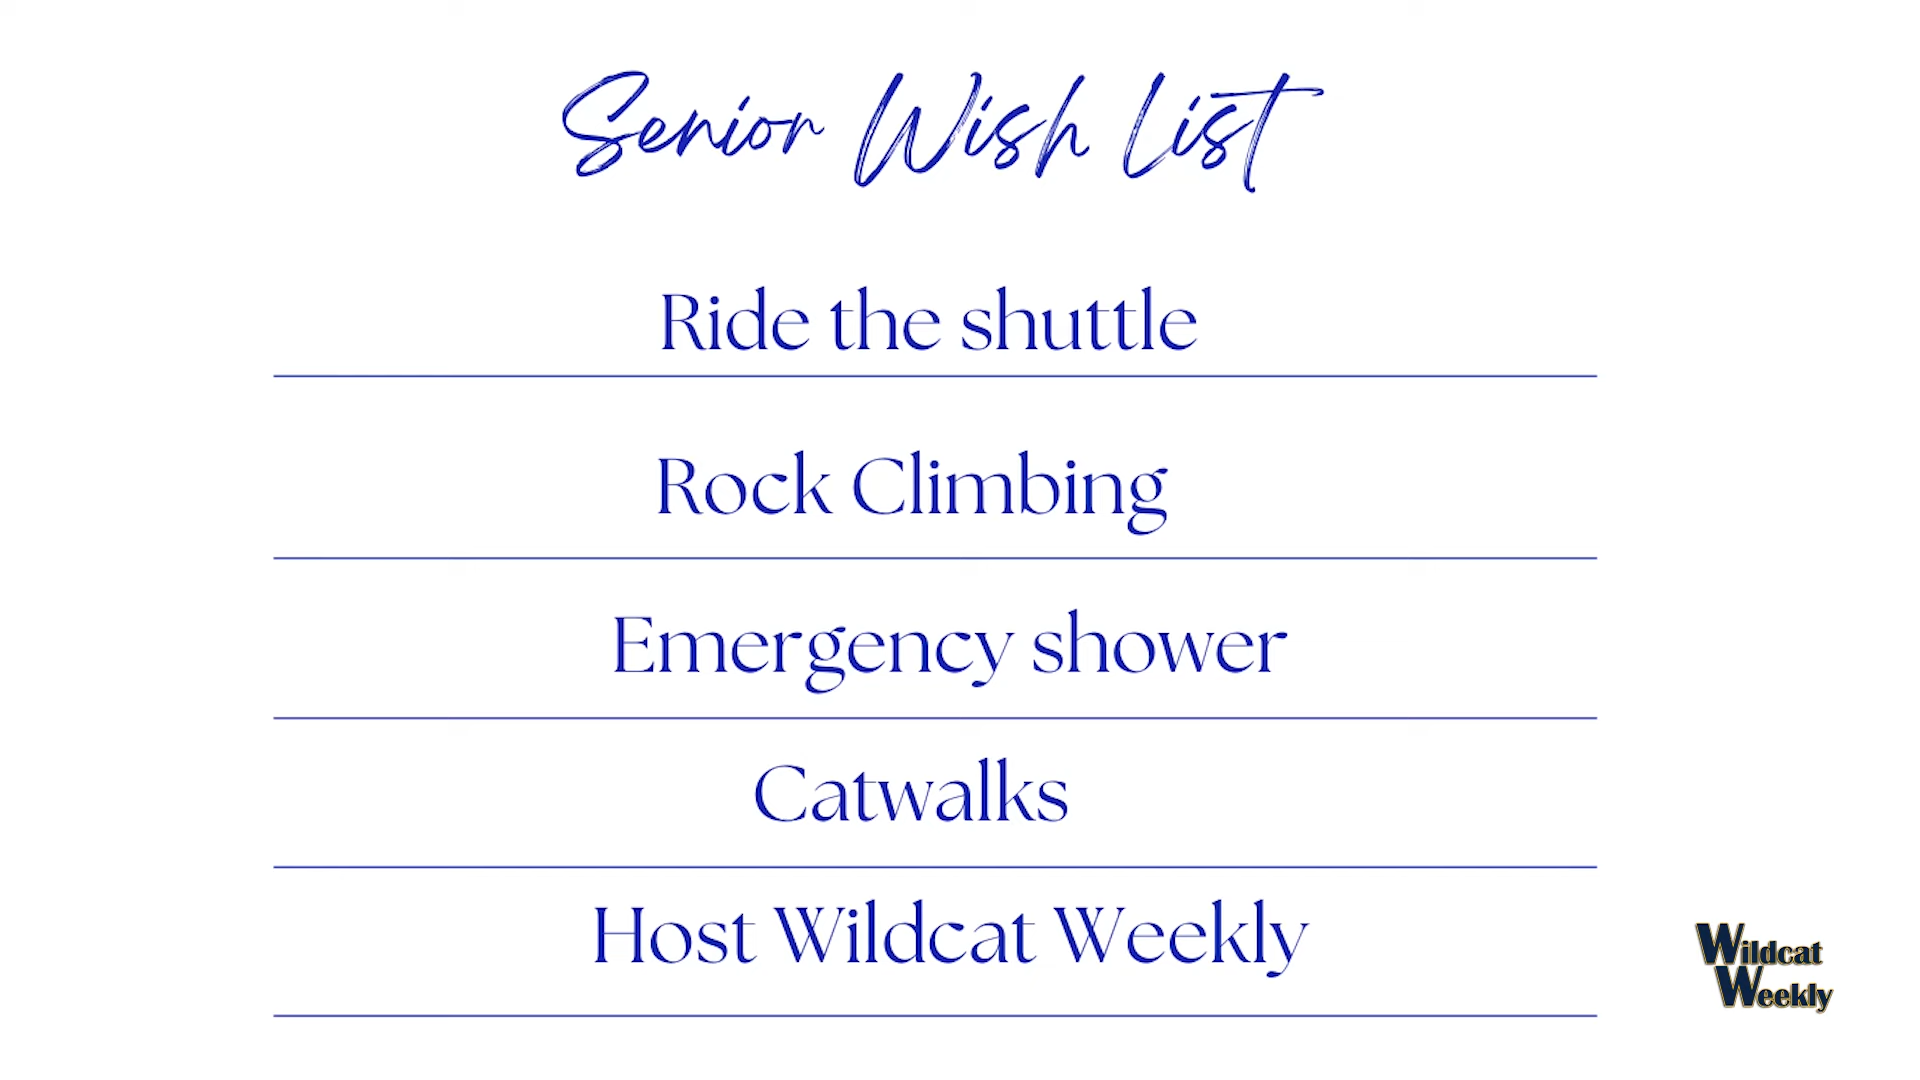 Senior Wish List
Ride the shuttle
Rock Climbing
Emergency shower
Catwalks
Host Wildcat Weekly
Wildcat
Weekly